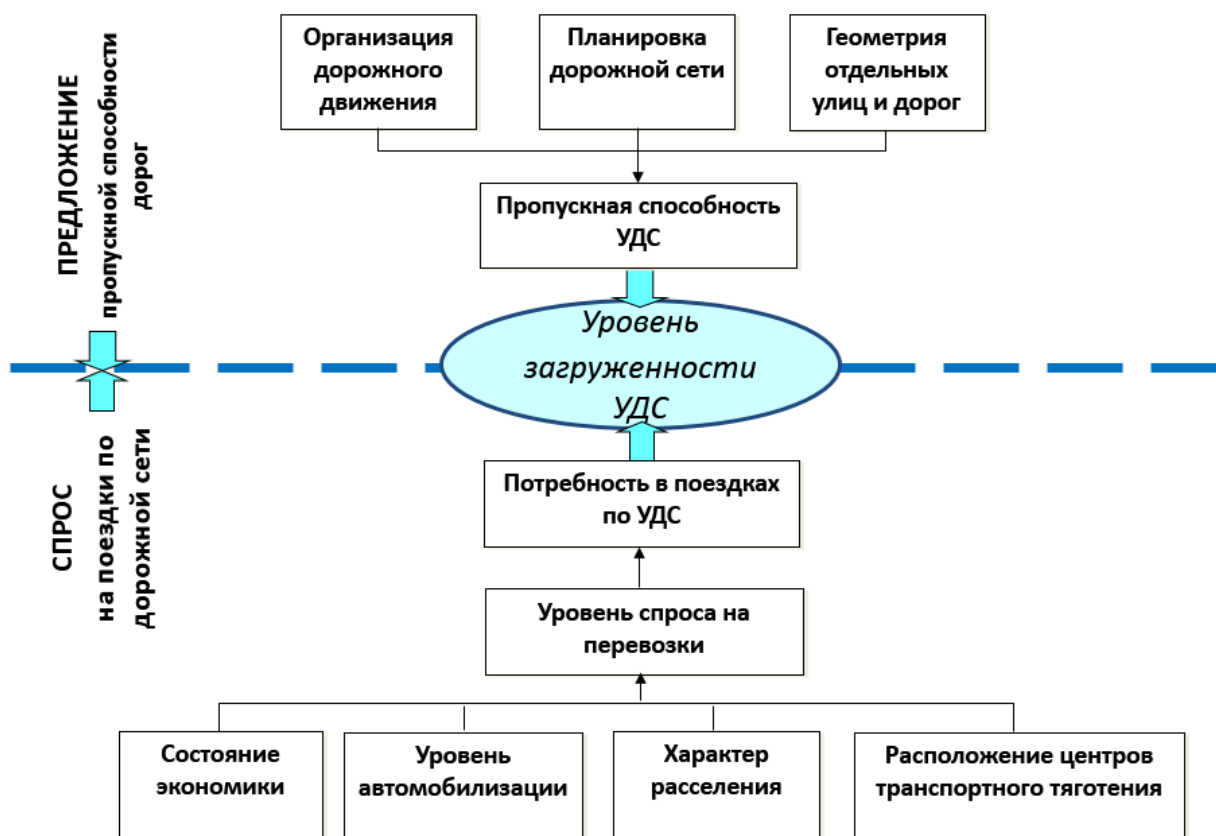 ПРЕДЛОЖЕНИЕ
пропускной способности
дорог
Организация
дорожного
движения
Планировка
дорожной сети
Геометрия
отдельных
улиц и дорог
Пропускная способность
УДС
Уровень
загруженности
УДС
СПРОС
на поездки по
дорожной сети
Потребность в поездках
по УДС
Уровень спроса на
перевозки
Состояние
экономики
Уровень
автомобилизации
Характер
расселения
Расположение центров
транспортного тяготения